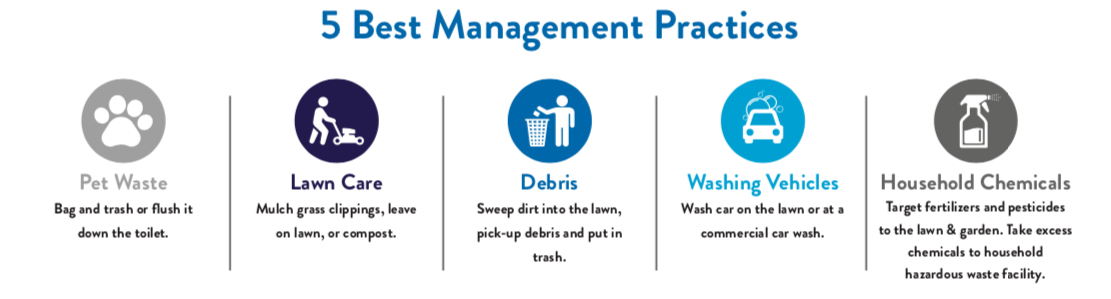 5 Best Management Practices
Pet Waste
Bag and trash or flush it
down the toilet.
Lawn Care
Mulch grass clippings, leave
on lawn, or compost.
Debris
Sweep dirt into the lawn,
pick-up debris and put in
trash.
Washing Vehicles
Wash car on the lawn or at a
commercial car wash.
Household Chemicals
Target fertilizers and pesticides
to the lawn & garden. Take excess
chemicals to household
hazardous waste facility.